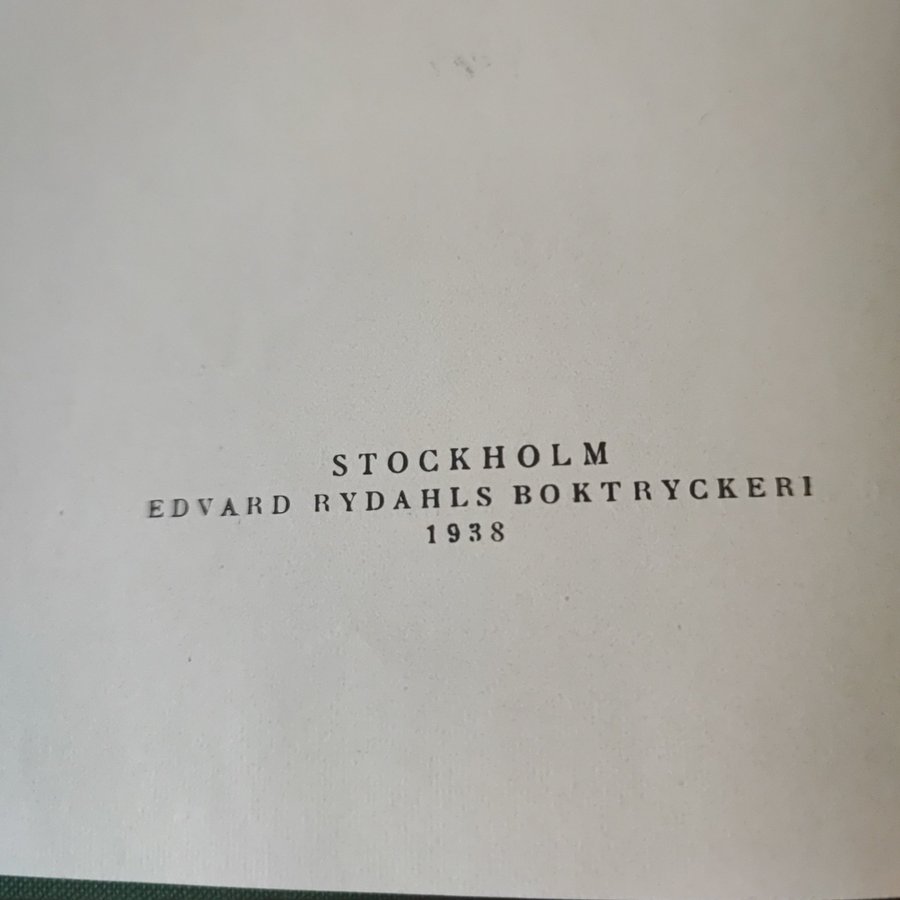 STOCKHOLM
EDVARD RYDAHLS BOKTRYCKERI
1938